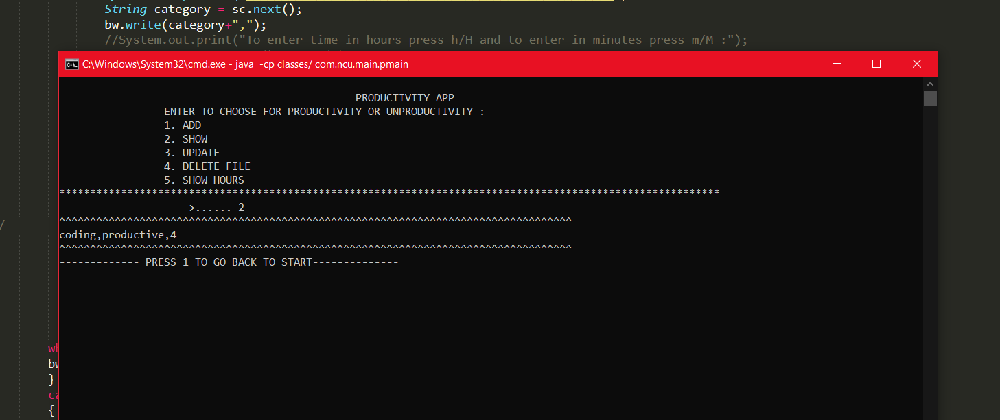 String category = sc.next();
bw.write(category+",");
//System.out.print("To enter time in hours press h/H and to enter in minutes press m/M :");
C:\Windows\System32\cmd.exe - java  -cp classes/ com.ncu.main.pmain
PRODUCTIVITY APP
ENTER TO CHOOSE FOR PRODUCTIVITY OR UNPRODUCTIVITY :
1. ADD
2. SHOW
3. UPDATE
4. DELETE FILE
5. SHOW HOURS
***********************************************************************************************************
---->...... 2
^^^^^^^^^^^^^^^^^^^^^^^^^^^^^^^^^^^^^^^^^^^^^^^^^^^^^^^^^^^^^^^^^^^^^^^^^^^^^^^^^^^
/
coding,productive,4
^^^^^^^^^^^^^^^^^^^^^^^^^^^^^^^^^^^^^^^^^^^^^^^^^^^^^^^^^^^^^^^^^^^^^^^^^^^^^^^^^^^
------------- PRESS 1 TO GO BACK TO START--------------
wh
bw
}
ca
{